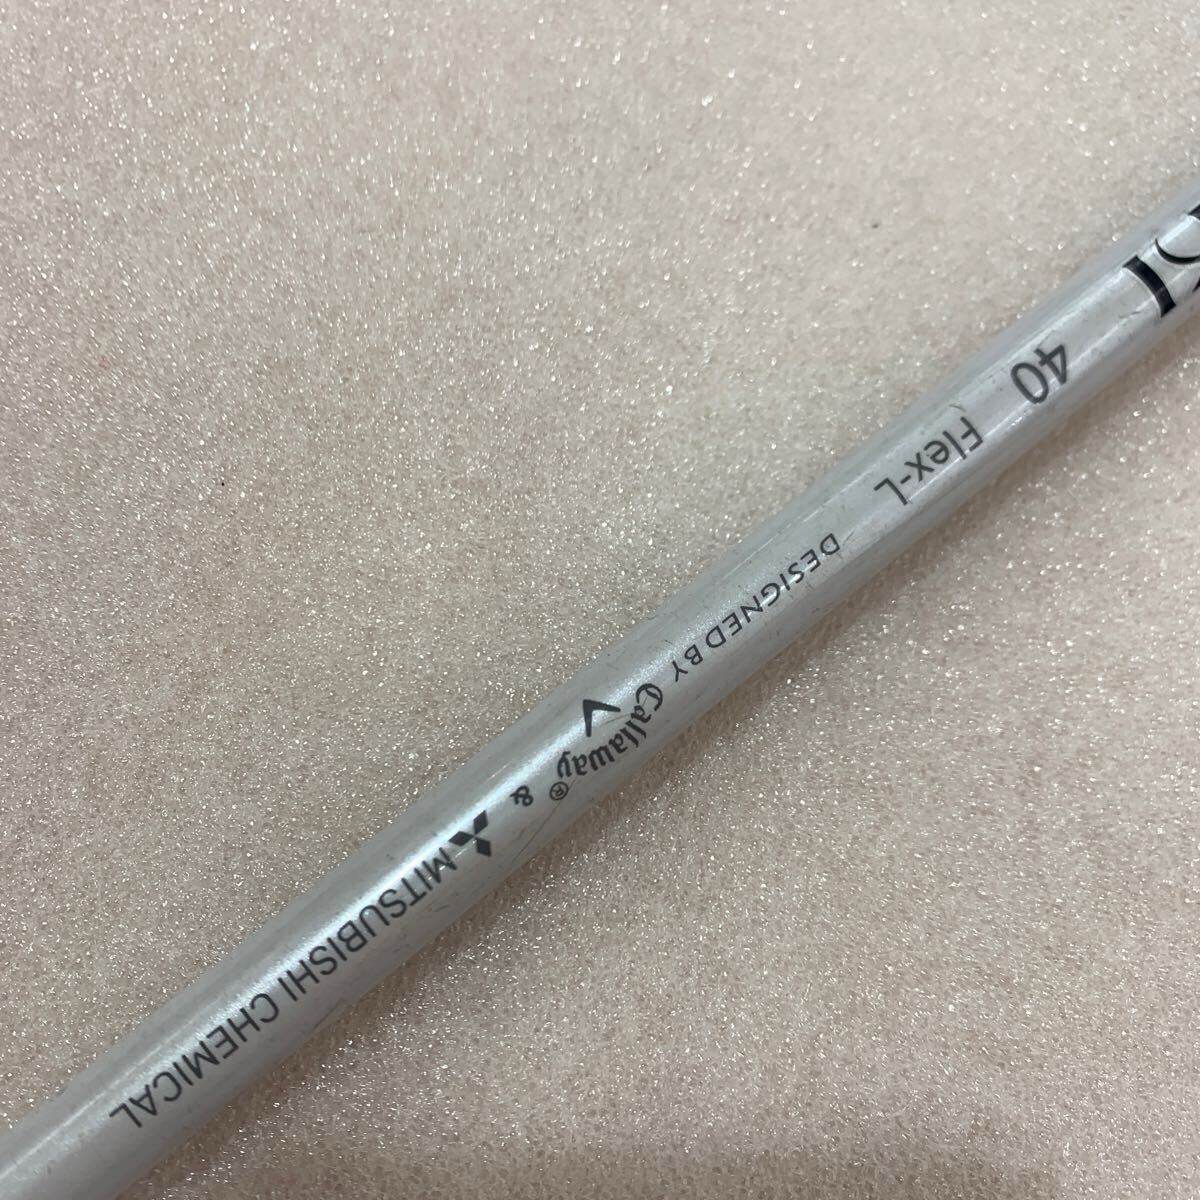 40 Flex-L
DESIGNED BY Callaway® & MITSUBISHI CHEMICAL